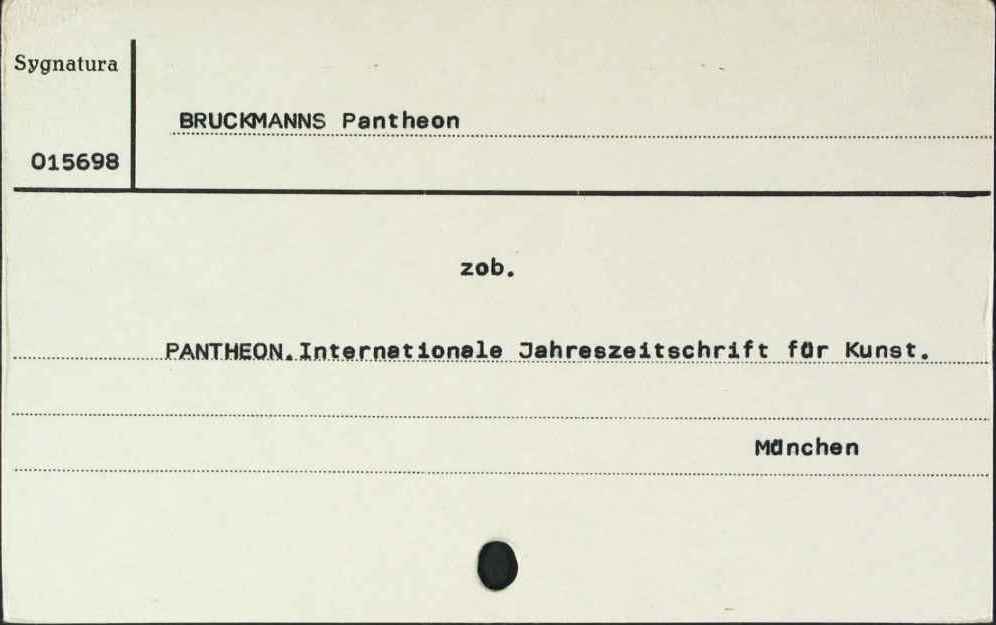 Sygnatura
BRUCKMANNS Pantheon
015698
zob.
PANTHEON.Internationale Jahreszeitschrift für Kunst.
München